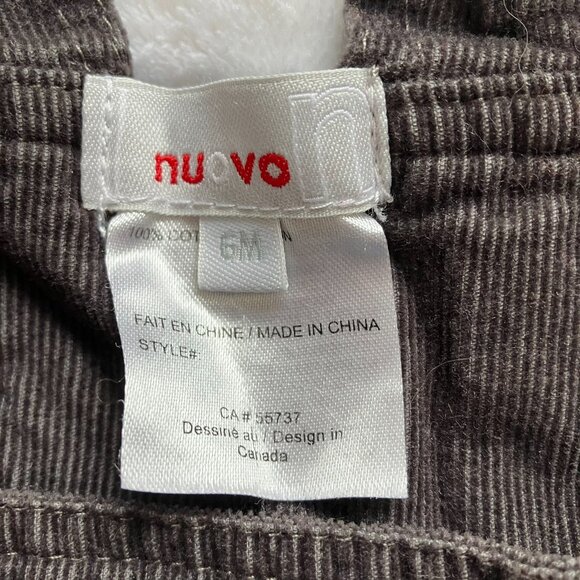 nuovo n
100% COT N
6M
FAIT EN CHINE / MADE IN CHINA
STYLE#
CA # 55737
Dessiné au / Design in
Canada